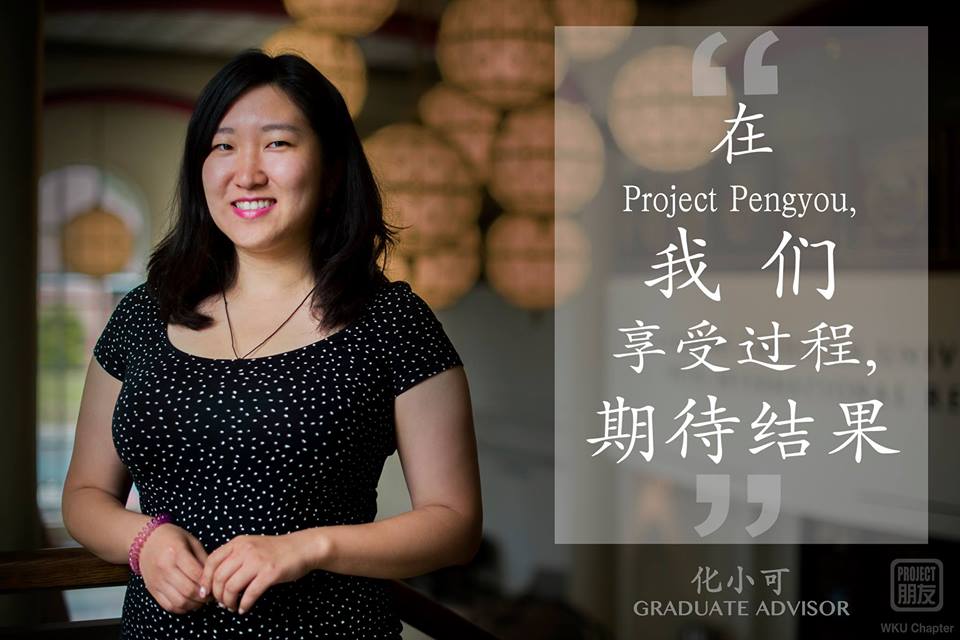 “
在
Project Pengyou,
我们
享受过程,
期待结果
”
化小可
GRADUATE ADVISOR
PROJECT
朋友
WKU Chapter